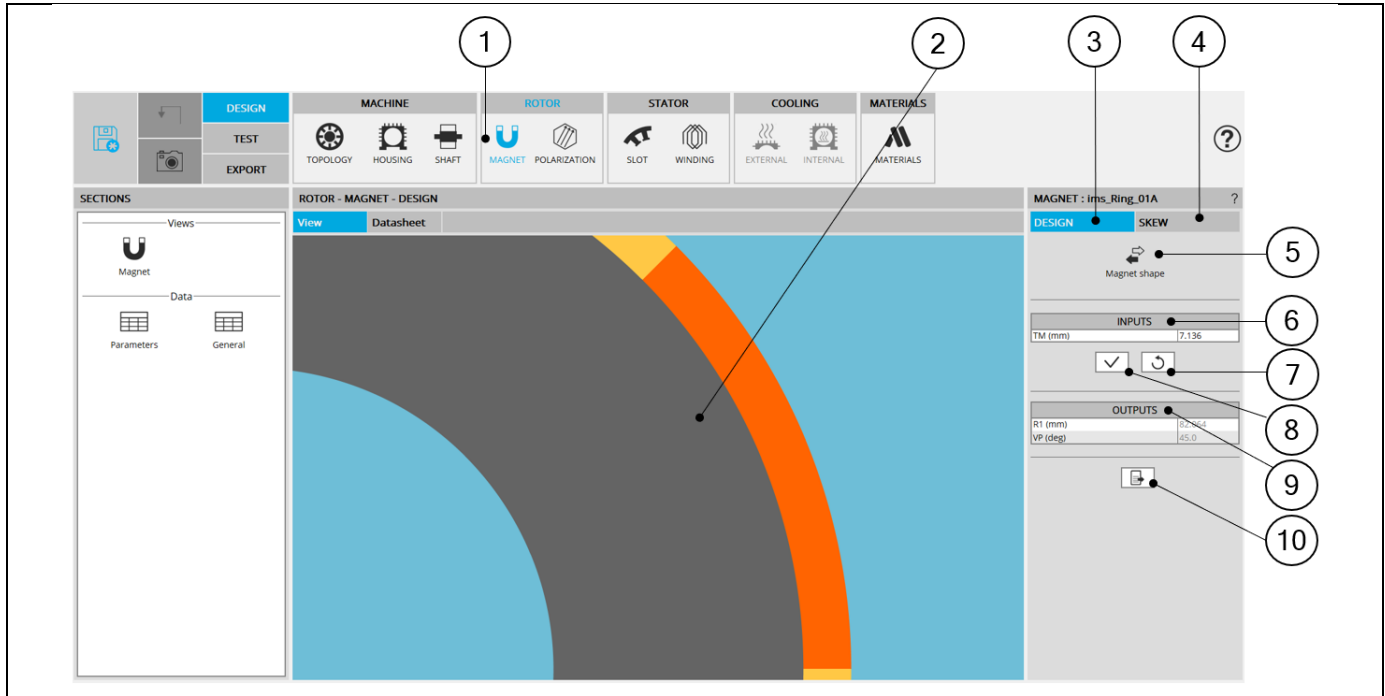 1
2
3
4
DESIGN
TEST
EXPORT
MACHINE
TOPOLOGY HOUSING SHAFT
ROTOR
MAGNET POLARIZATION
STATOR
SLOT WINDING
COOLING
EXTERNAL INTERNAL
MATERIALS
MATERIALS
?
SECTIONS
Views
Magnet
Data
Parameters General
ROTOR - MAGNET - DESIGN
View Datasheet
MAGNET : ims_Ring_01A ?
DESIGN SKEW
Magnet shape
5
INPUTS
TM (mm) 7.136
6
7
OUTPUTS
R1 (mm) 82.064
VP (deg) 45.0
8
9
10